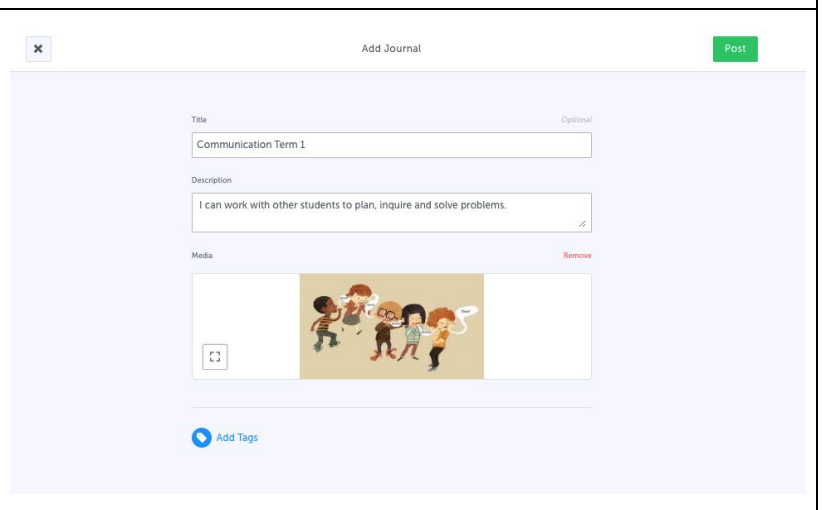 Add Journal
Post
Title
Optional
Communication Term 1
Description
I can work with other students to plan, inquire and solve problems.
Media
Remove
Add Tags